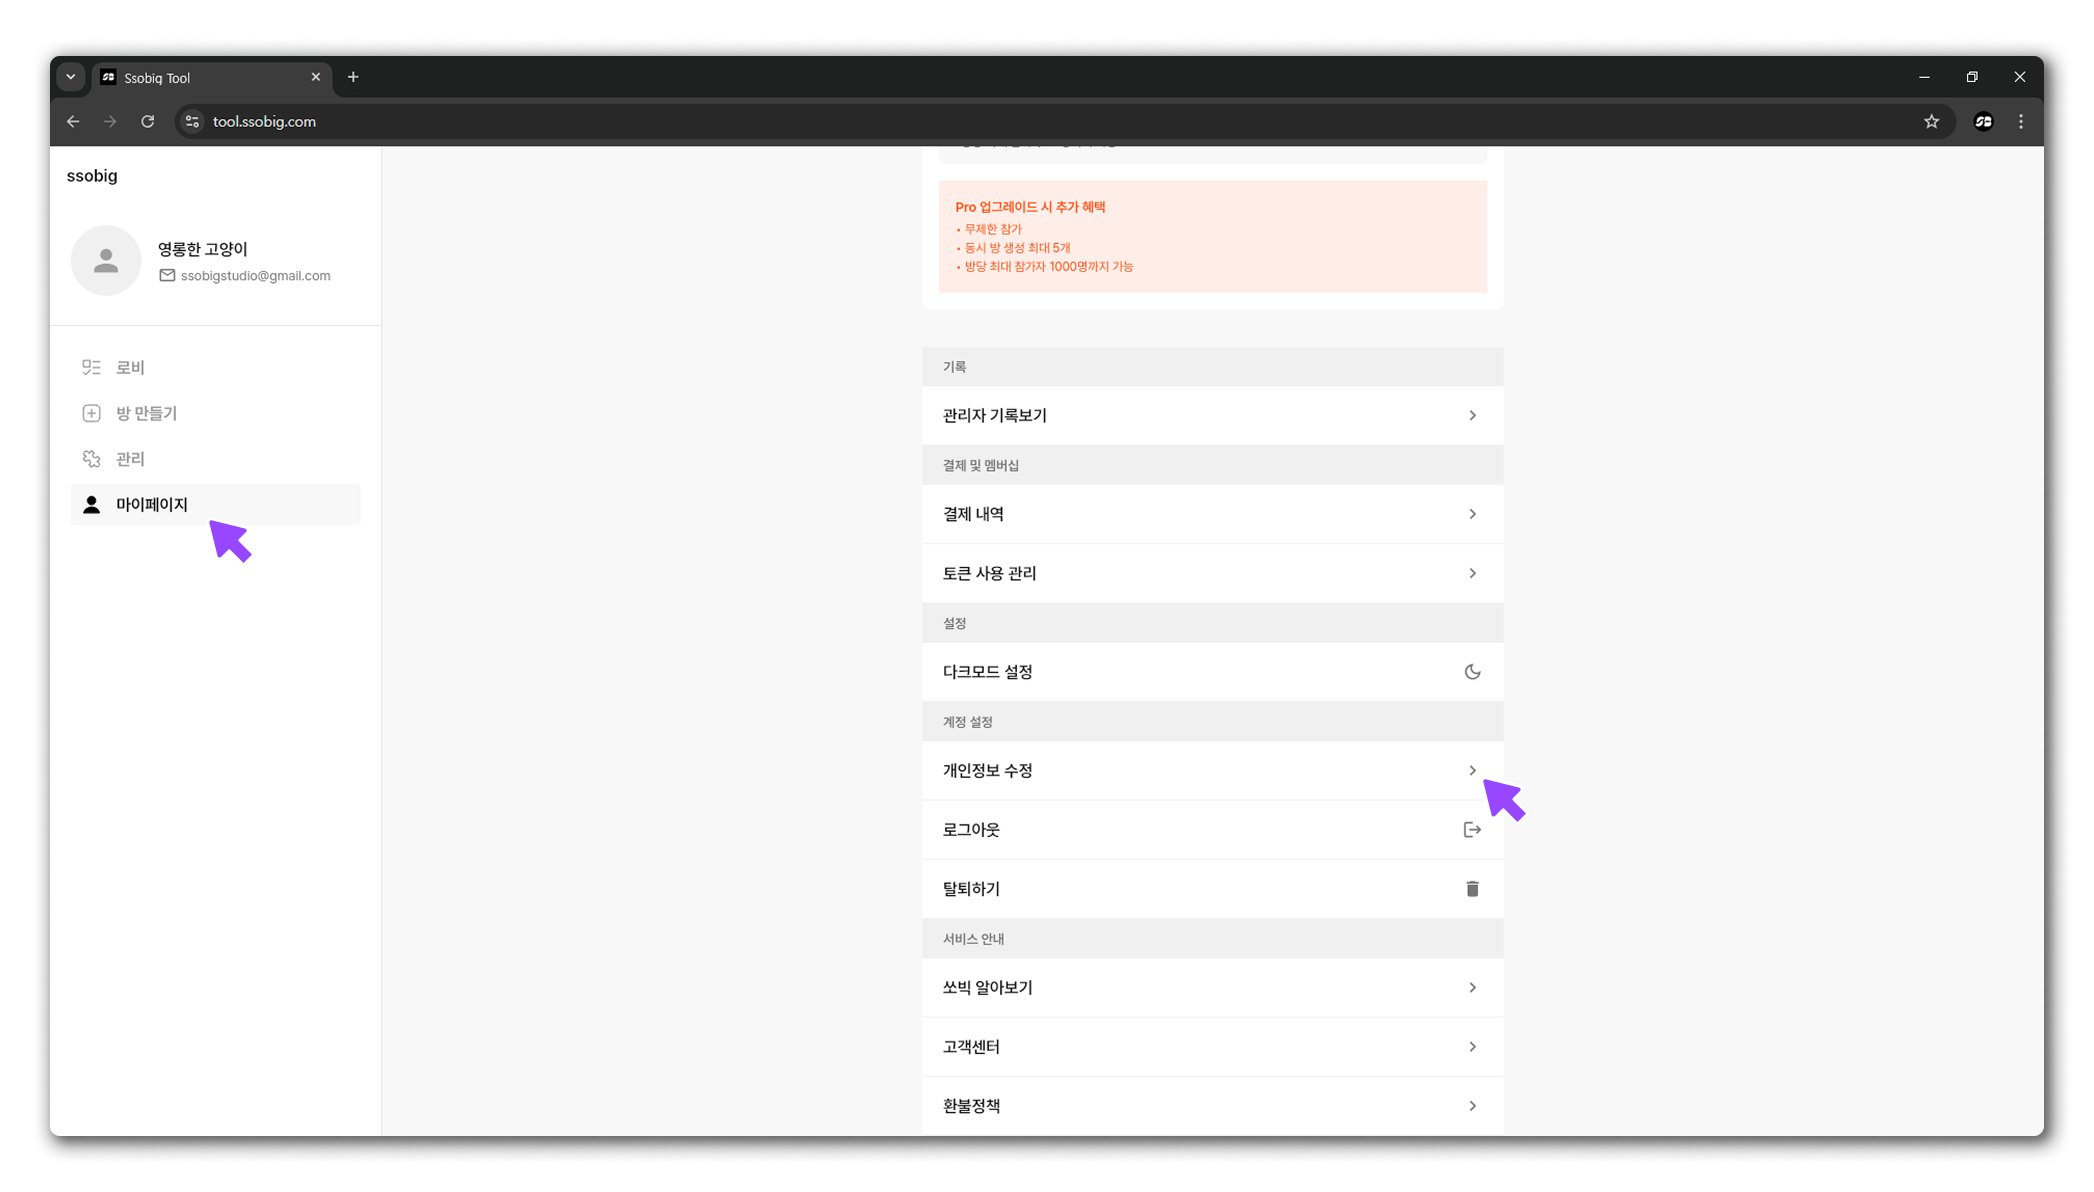 Ssobig Tool
tool.ssobig.com
ssobig
영롱한 고양이
ssobigstudio@gmail.com
로비
방 만들기
관리
마이페이지
Pro 업그레이드 시 추가 혜택
• 무제한 참가
• 동시 방 생성 최대 5개
• 방당 최대 참가자 1000명까지 가능
기록
관리자 기록보기
결제 및 멤버십
결제 내역
토큰 사용 관리
설정
다크모드 설정
계정 설정
개인정보 수정
로그아웃
탈퇴하기
서비스 안내
쏘빅 알아보기
고객센터
환불정책